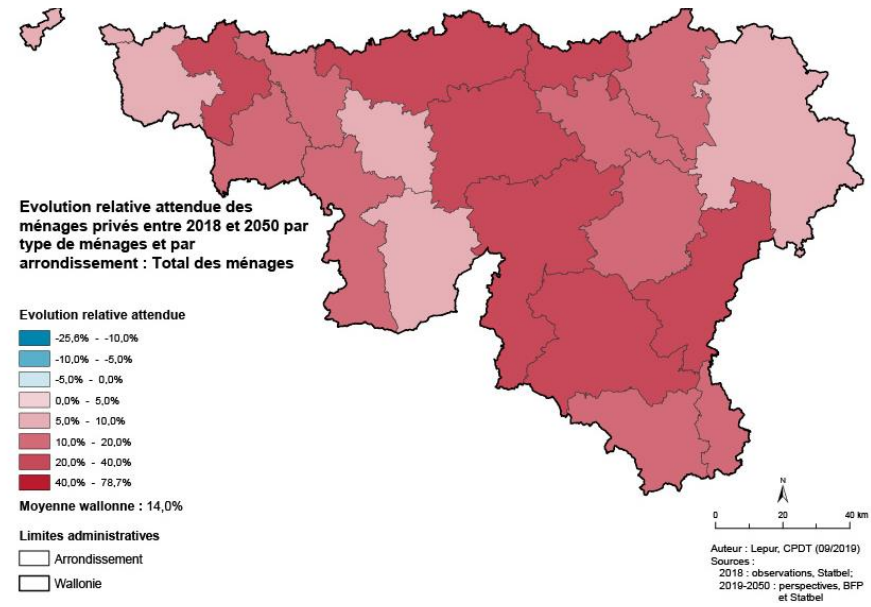 Evolution relative attendue des
ménages privés entre 2018 et 2050 par
type de ménages et par
arrondissement : Total des ménages
Evolution relative attendue
-25,6% - -10,0%
-10,0% - -5,0%
-5,0% - 0,0%
0,0% - 5,0%
5,0% - 10,0%
10,0% - 20,0%
20,0% - 40,0%
40,0% - 78,7%
Moyenne wallonne : 14,0%
Limites administratives
Arrondissement
Wallonie
N
0 20 40 km
Auteur : Lepur, CPDT (09/2019)
Sources :
2018 : observations, Statbel;
2019-2050 : perspectives, BFP
et Statbel